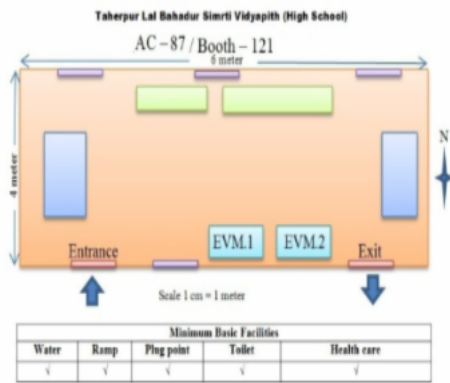 Taherpur Lal Bahadur Simrti Vidyapith (High School)
AC – 87 / Booth – 121
6 meter
4 meter
N
EVM.1 EVM.2
Entrance Exit
Scale 1 cm = 1 meter
Minimum Basic Facilities
Water Ramp Plug point Toilet Health care
√ √ √ √ √